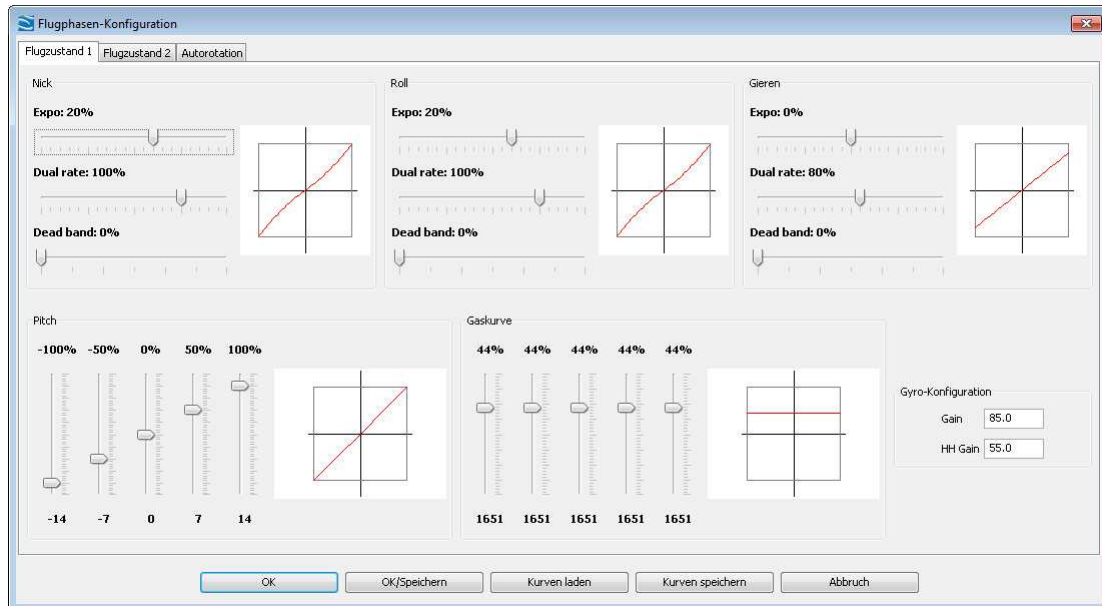 Flugphasen-Konfiguration
Flugzustand 1 Flugzustand 2 Autorotation
Nick
Expo: 20%
Dual rate: 100%
Dead band: 0%
Roll
Expo: 20%
Dual rate: 100%
Dead band: 0%
Gieren
Expo: 0%
Dual rate: 80%
Dead band: 0%
Pitch
-100% -50% 0% 50% 100%
-14 -7 0 7 14
Gaskurve
44% 44% 44% 44% 44%
1651 1651 1651 1651 1651
Gyro-Konfiguration
Gain 85.0
HH Gain 55.0
OK OK/Speichern Kurven laden Kurven speichern Abbruch